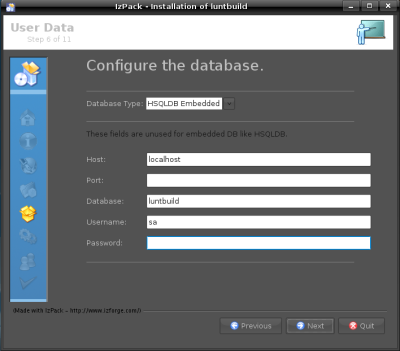 IzPack - Installation of luntbuild
User Data
Step 6 of 11
Configure the database.
Database Type: HSQLDB Embedded
These fields are unused for embedded DB like HSQLDB.
Host: localhost
Port:
Database: luntbuild
Username: sa
Password:
(Made with IzPack - http://www.izforge.com/)
Previous Next Quit